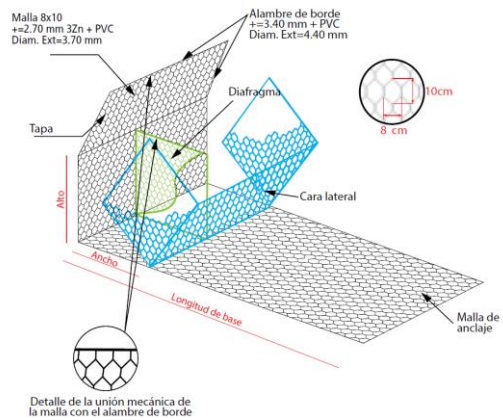 Malla 8x10
+=2.70 mm 3Zn + PVC
Diam. Ext=3.70 mm
Alambre de borde
+=3.40 mm + PVC
Diam. Ext=4.40 mm
Diafragma
10cm
8 cm
Tapa
Alto
Cara lateral
Ancho
Longitud de base
Malla de
anclaje
Detalle de la unión mecánica de
la malla con el alambre de borde